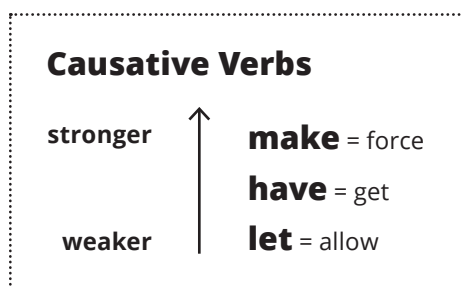 Causative Verbs
stronger
make = force
have = get
weaker
let = allow